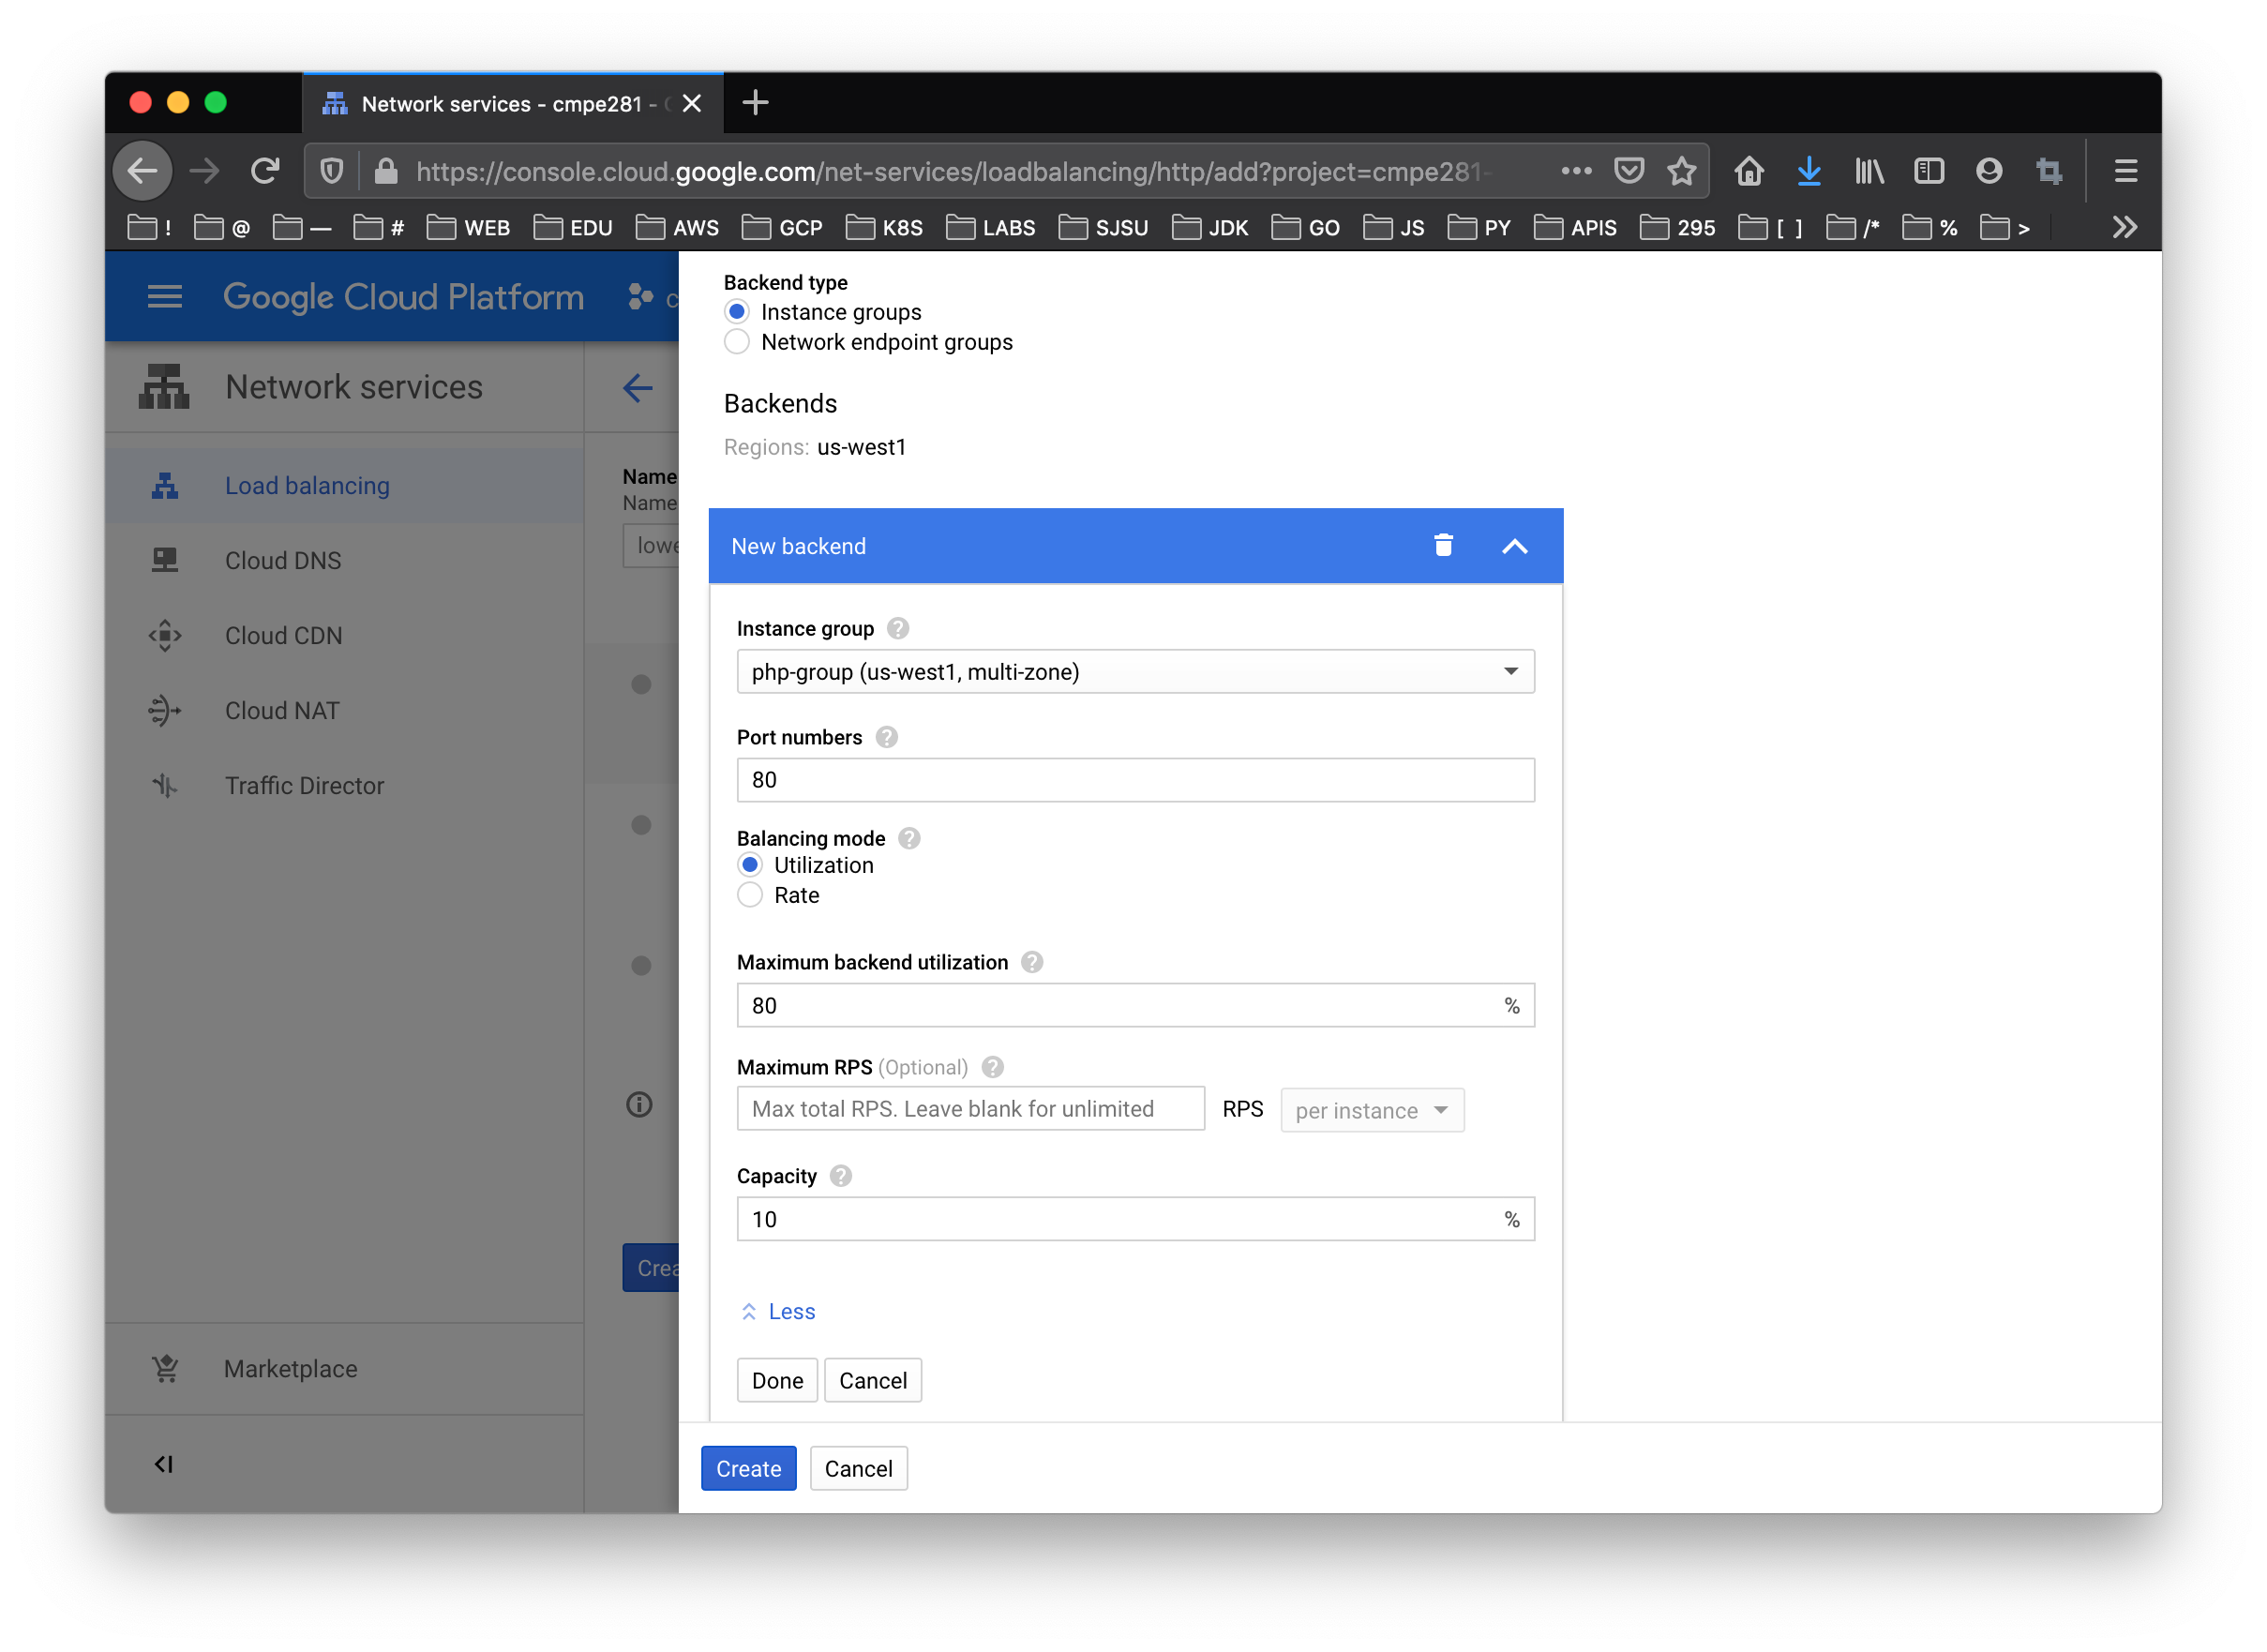 Network services - cmpe281 -
https://console.cloud.google.com/net-services/loadbalancing/http/add?project=cmpe281-
! @ — # WEB EDU AWS GCP K8S LABS SJSU JDK GO JS PY APIS 295 [ ] /* % >
Google Cloud Platform
Network services
Load balancing
Cloud DNS
Cloud CDN
Cloud NAT
Traffic Director
Marketplace
Name
Name
lowe
Crea
Backend type
Instance groups
Network endpoint groups
Backends
Regions: us-west1
New backend
Instance group
php-group (us-west1, multi-zone)
Port numbers
80
Balancing mode
Utilization
Rate
Maximum backend utilization
80 %
Maximum RPS (Optional)
Max total RPS. Leave blank for unlimited RPS per instance
Capacity
10 %
Less
Done Cancel
Create Cancel